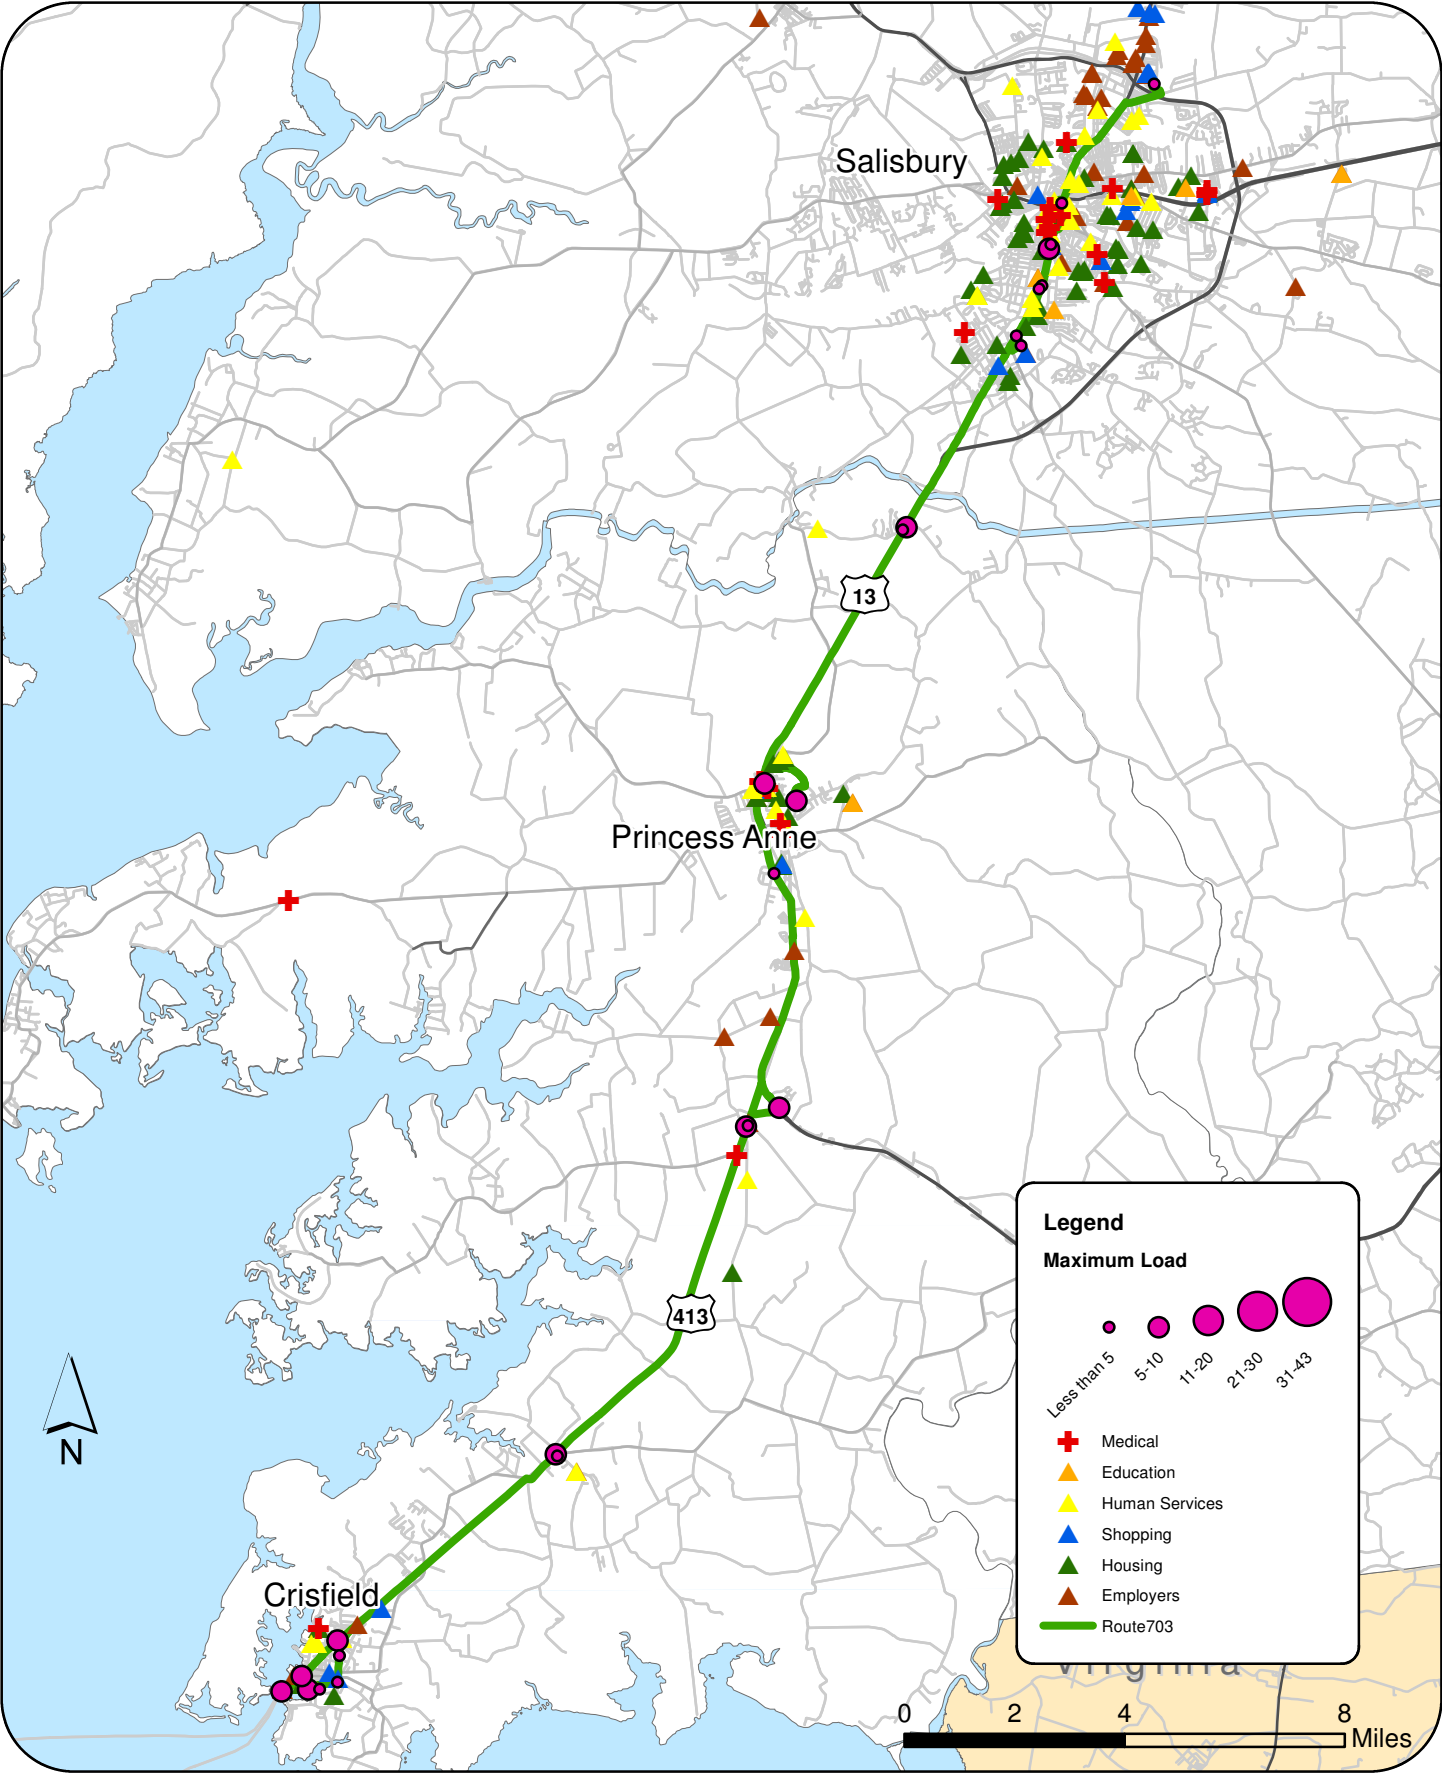 Salisbury
13
Princess Anne
413
Legend
Maximum Load
Less than 5
5-10
11-20
21-30
31-43
Medical
Education
Human Services
Shopping
Housing
Employers
Route703
N
Crisfield
Virginia
0 2 4 8
Miles